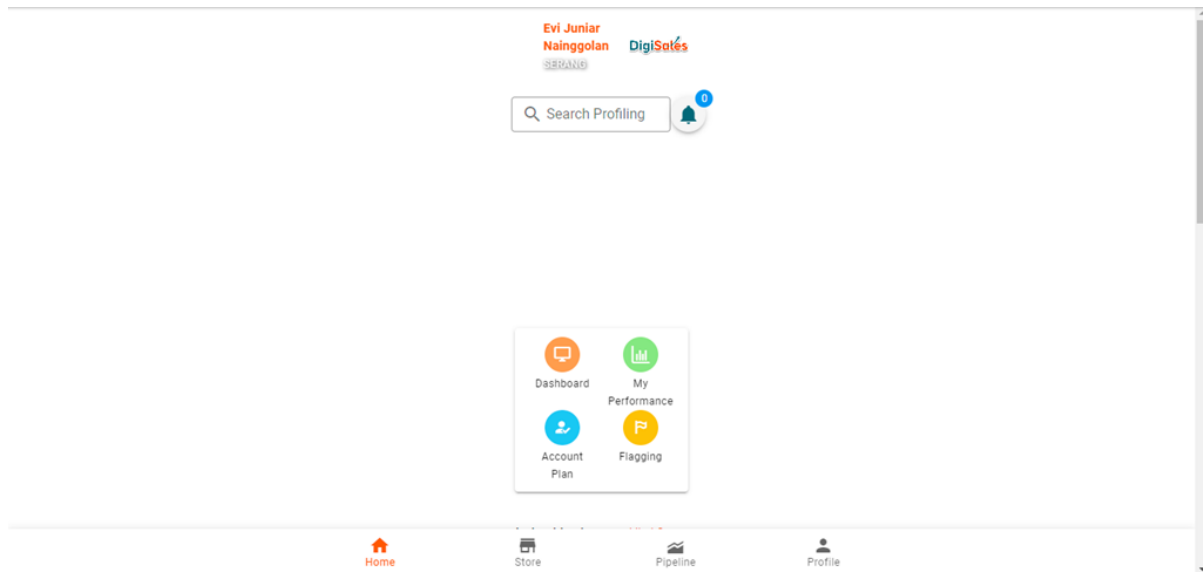 Evi Juniar
Nainggolan
DigiSales
SERANG
Search Profiling
0
Dashboard
My
Performance
Account
Plan
Flagging
Home
Store
Pipeline
Profile